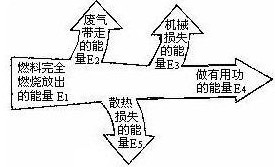 燃料完全
燃烧放出
的能量E1
废气
带走
的能
量E2
机械
损失
的能
量E3
做有用功
的能量E4
散热
损失
的能
量E5